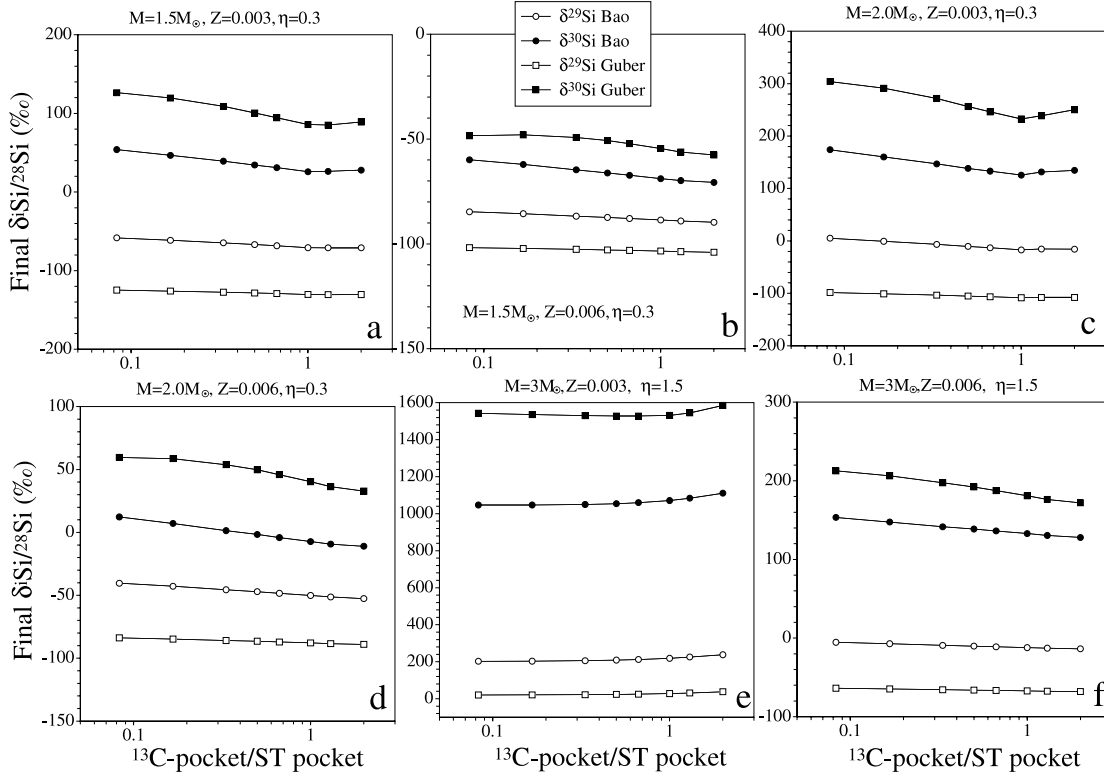 M=1.5M☉, Z=0.003, η=0.3
δ²⁹Si Bao
δ³⁰Si Bao
δ²⁹Si Guber
δ³⁰Si Guber
M=2.0M☉, Z=0.003, η=0.3
Final δⁱSi/²⁸Si (‰)
200
100
0
-100
-200
a
0
-50
-100
-150
M=1.5M☉, Z=0.006, η=0.3
b
400
300
200
100
0
-100
-200
c
0.1
1
0.1
1
0.1
1
M=2.0M☉, Z=0.006, η=0.3
M=3M☉,Z=0.003, η=1.5
M=3M☉,Z=0.006, η=1.5
Final δⁱSi/²⁸Si (‰)
100
50
0
-50
-100
-150
d
1600
1400
1200
1000
800
600
400
200
0
e
300
200
100
0
-100
f
0.1
1
0.1
1
0.1
1
¹³C-pocket/ST pocket
¹³C-pocket/ST pocket
¹³C-pocket/ST pocket